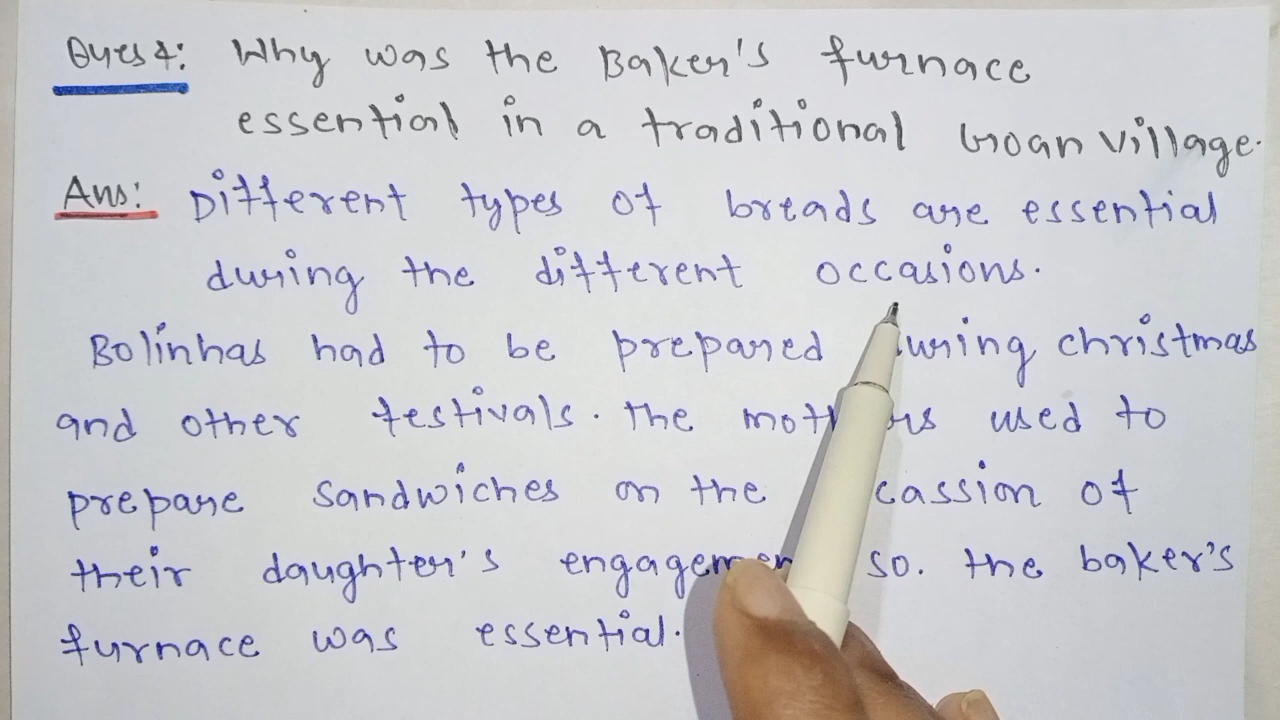 Ques 4: Why was the Baker's furnace
essential in a traditional Goan village.
Ans: Different types of breads are essential
during the different occasions.
Bolinhas had to be prepared during christmas
and other festivals. The mothers used to
prepare sandwiches on the cassion of
their daughter's engagemen so. the baker's
furnace was essential.